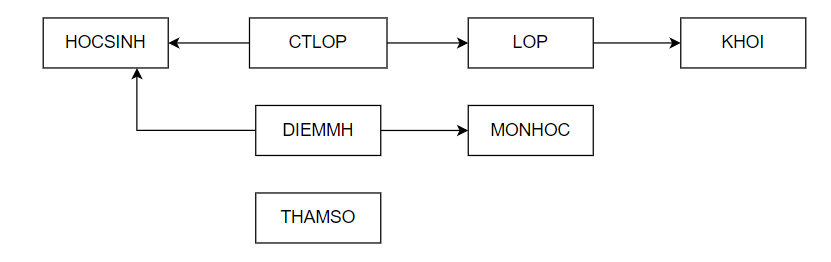 HOCSINH
CTLOP
LOP
KHOI
DIEMMH
MONHOC
THAMSO